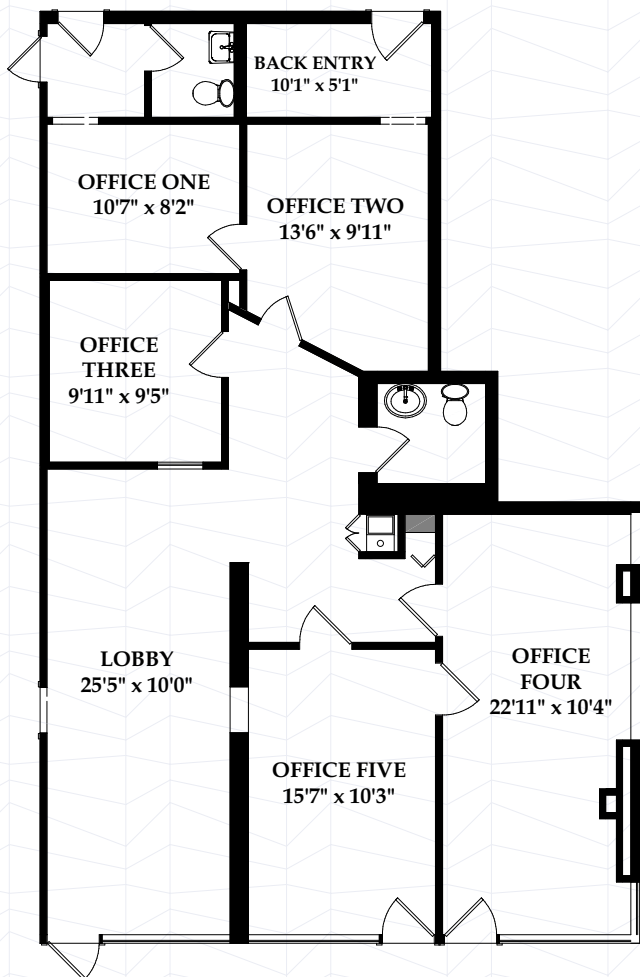 BACK ENTRY
10'1" x 5'1"
OFFICE ONE
10'7" x 8'2"
OFFICE TWO
13'6" x 9'11"
OFFICE
THREE
9'11" x 9'5"
LOBBY
25'5" x 10'0"
OFFICE
FOUR
22'11" x 10'4"
OFFICE FIVE
15'7" x 10'3"